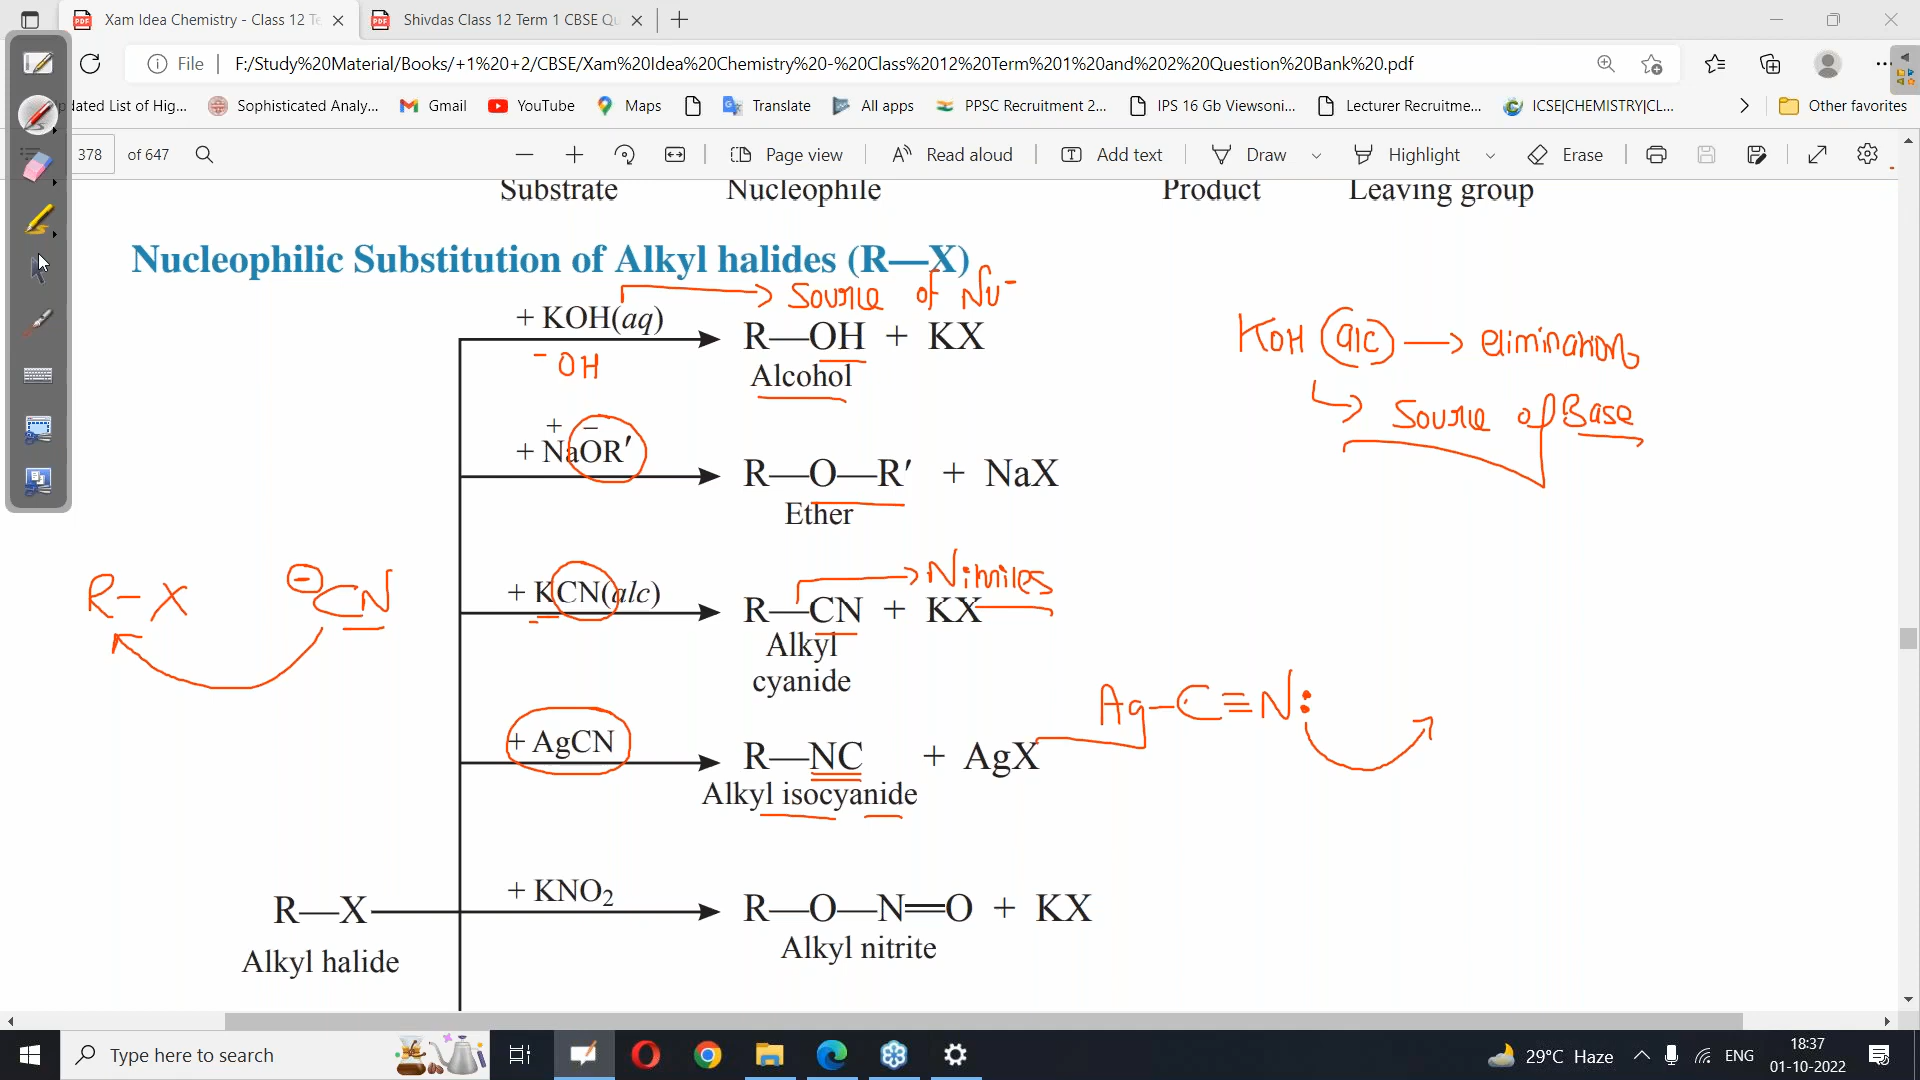 Xam Idea Chemistry - Class 12 Te
Shivdas Class 12 Term 1 CBSE Qu
File
F:/Study%20Material/Books/+1%20+2/CBSE/Xam%20Idea%20Chemistry%20-%20Class%2012%20Term%201%20and%202%20Question%20Bank%20.pdf
pdated List of Hig...
Sophisticated Analy...
Gmail
YouTube
Maps
Translate
All apps
PPSC Recruitment 2...
IPS 16 Gb Viewsoni...
Lecturer Recruitme...
ICSE|CHEMISTRY|CL...
Other favorites
378 of 647
Page view
Read aloud
Add text
Draw
Highlight
Erase
Substrate Nucleophile Product Leaving group
Nucleophilic Substitution of Alkyl halides (R—X)
Source of Nu⁻
+ KOH(aq)
R—OH + KX
⁻OH
Alcohol
KOH (alc) → elimination
↳ Source of Base
+ −
+ NaOR′
R—O—R′ + NaX
Ether
R–X ⊖CN
→ Nitriles
+ KCN(alc)
R—CN + KX
Alkyl
cyanide
Ag–C≡N:
+ AgCN
R—NC + AgX
Alkyl isocyanide
+ KNO₂
R—X
R—O—N=O + KX
Alkyl nitrite
Alkyl halide
Type here to search
29°C Haze
ENG
18:37
01-10-2022